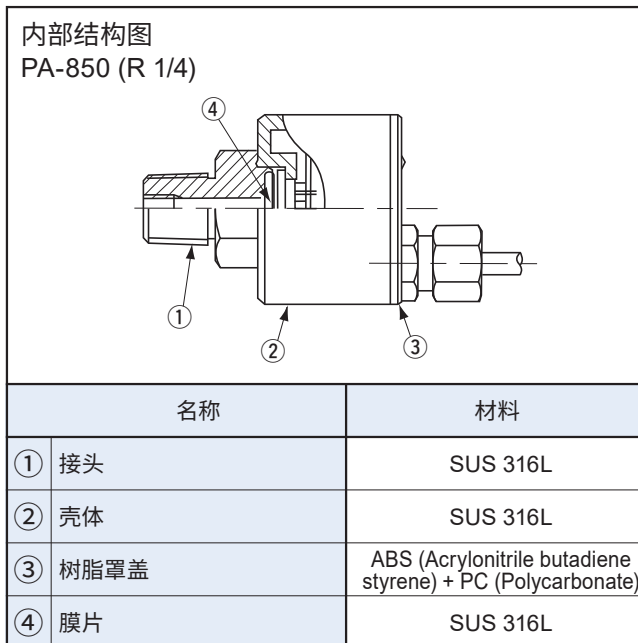 内部结构图
PA-850 (R 1/4)
④
①
②
③
名称 材料
① 接头 SUS 316L
② 壳体 SUS 316L
③ 树脂罩盖 ABS (Acrylonitrile butadiene
styrene) + PC (Polycarbonate)
④ 膜片 SUS 316L